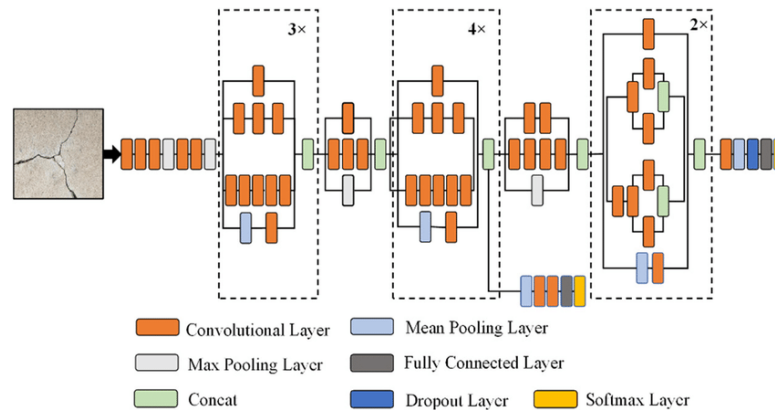 3×
4×
2×
Convolutional Layer
Mean Pooling Layer
Max Pooling Layer
Fully Connected Layer
Concat
Dropout Layer
Softmax Layer